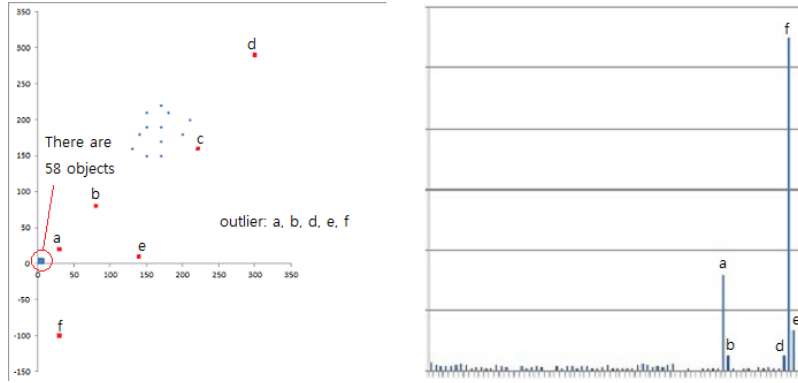 350
300
250
200
150
100
50
0
-50
-100
-150
0
50
100
150
200
250
300
350
There are
58 objects
a
b
c
d
e
f
outlier: a, b, d, e, f
a
b
d
f
e